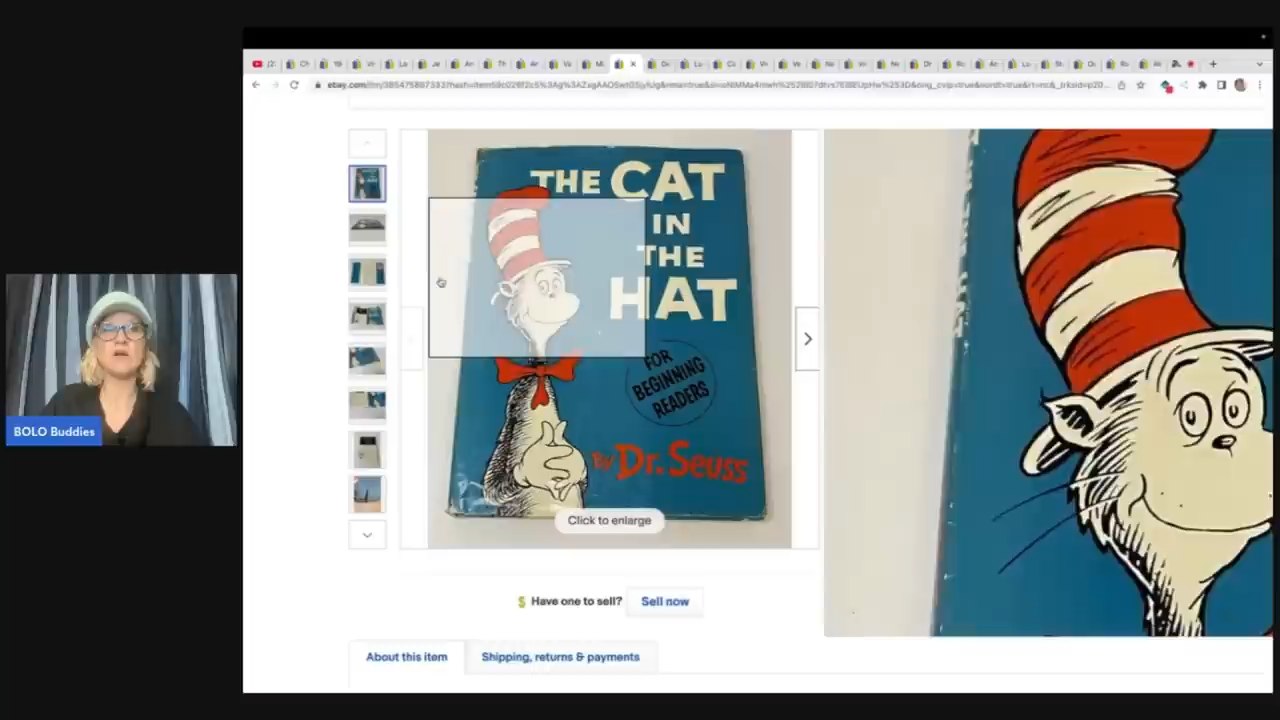 THE CAT
IN
THE
HAT
FOR
BEGINNING
READERS
By Dr. Seuss
Click to enlarge
Have one to sell?
Sell now
About this item
Shipping, returns & payments
BOLO Buddies